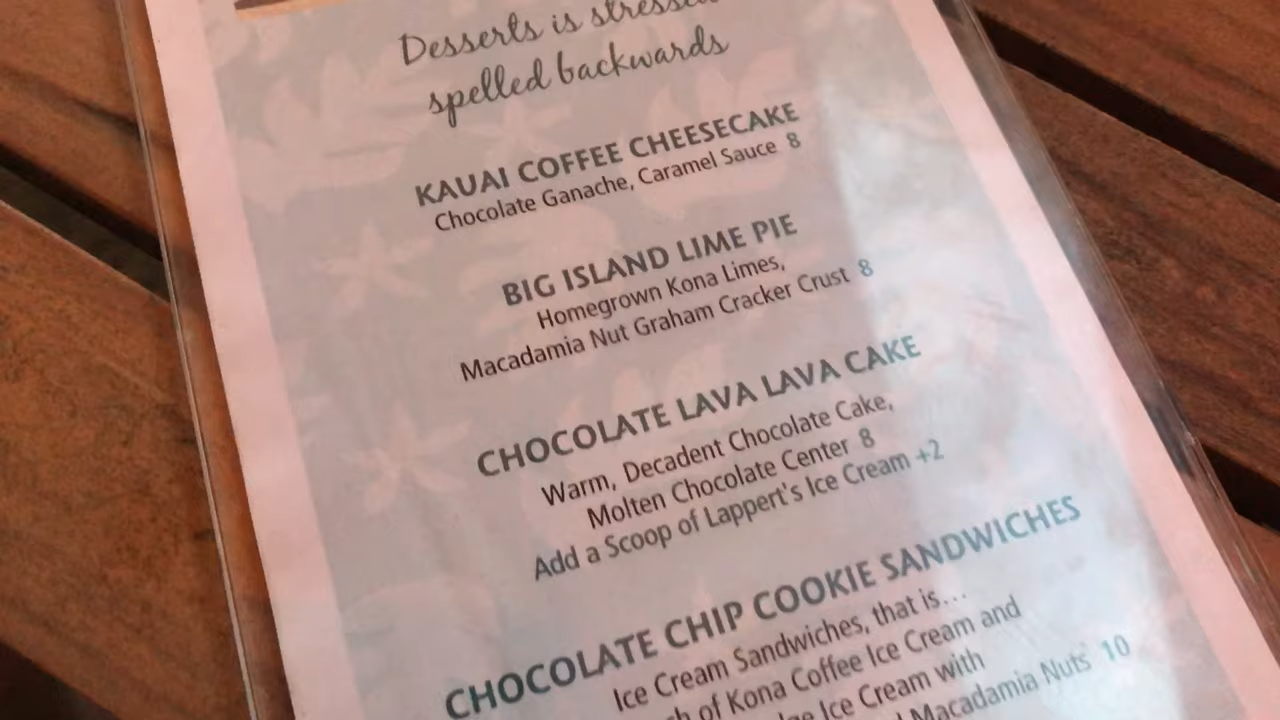 Desserts is stressed
spelled backwards
KAUAI COFFEE CHEESECAKE
Chocolate Ganache, Caramel Sauce 8
BIG ISLAND LIME PIE
Homegrown Kona Limes,
Macadamia Nut Graham Cracker Crust 8
CHOCOLATE LAVA LAVA CAKE
Warm, Decadent Chocolate Cake,
Molten Chocolate Center 8
Add a Scoop of Lappert's Ice Cream +2
CHOCOLATE CHIP COOKIE SANDWICHES
Ice Cream Sandwiches, that is...
of Kona Coffee Ice Cream and
Ice Cream with
Macadamia Nuts 10